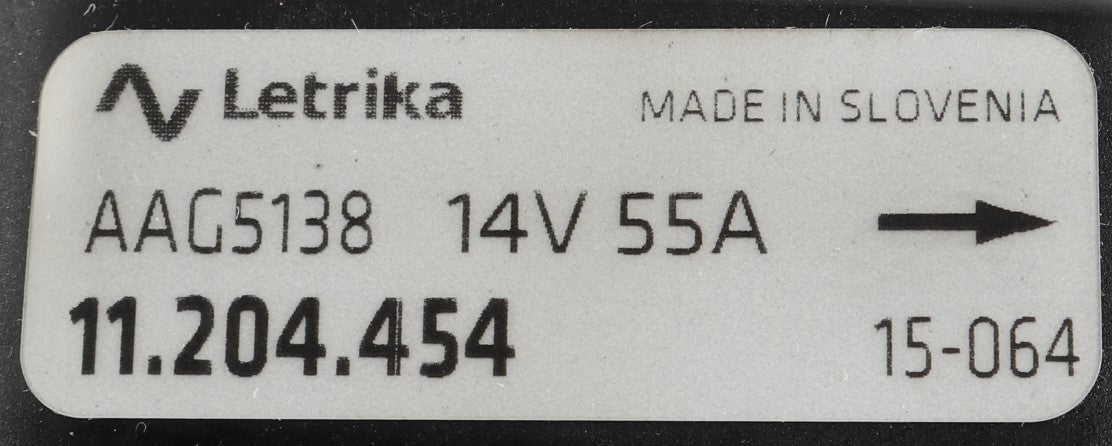 Letrika MADE IN SLOVENIA
AAG5138 14V 55A
11.204.454 15-064